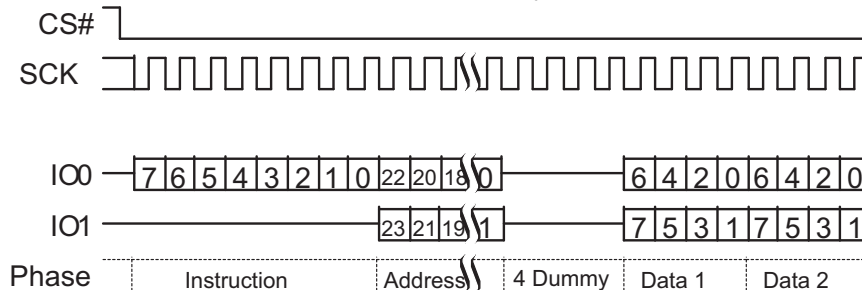 CS#
SCK
IO0 7 6 5 4 3 2 1 0 22 20 18 0 6 4 2 0 6 4 2 0
IO1 23 21 19 1 7 5 3 1 7 5 3 1
Phase Instruction Address 4 Dummy Data 1 Data 2